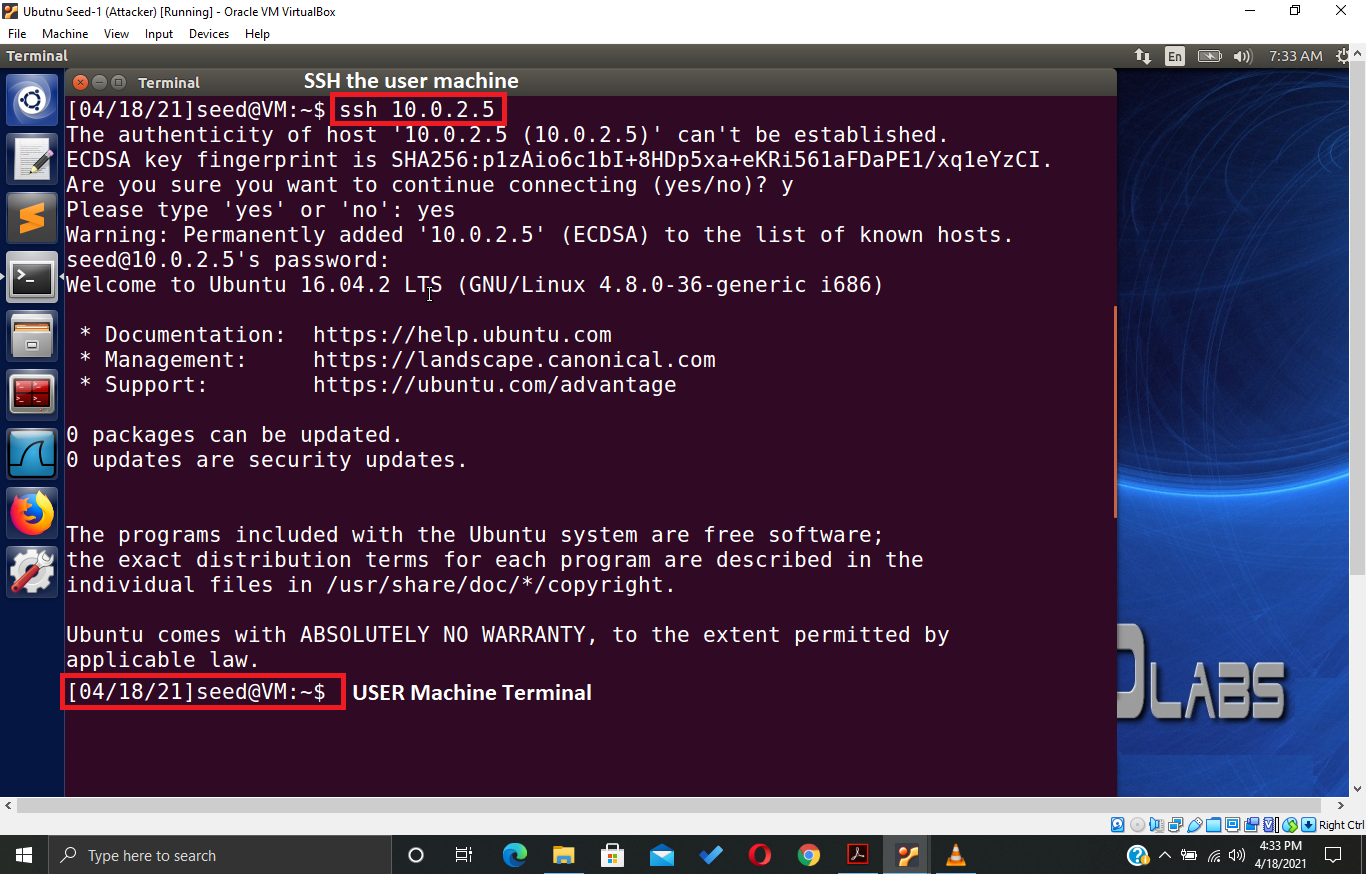 Ubutnu Seed-1 (Attacker) [Running] - Oracle VM VirtualBox
File Machine View Input Devices Help
Terminal En 7:33 AM
Terminal SSH the user machine
[04/18/21]seed@VM:~$ ssh 10.0.2.5
The authenticity of host '10.0.2.5 (10.0.2.5)' can't be established.
ECDSA key fingerprint is SHA256:p1zAio6c1bI+8HDp5xa+eKRi561aFDaPE1/xq1eYzCI.
Are you sure you want to continue connecting (yes/no)? y
Please type 'yes' or 'no': yes
Warning: Permanently added '10.0.2.5' (ECDSA) to the list of known hosts.
seed@10.0.2.5's password:
Welcome to Ubuntu 16.04.2 LTS (GNU/Linux 4.8.0-36-generic i686)
* Documentation: https://help.ubuntu.com
* Management: https://landscape.canonical.com
* Support: https://ubuntu.com/advantage
0 packages can be updated.
0 updates are security updates.
The programs included with the Ubuntu system are free software;
the exact distribution terms for each program are described in the
individual files in /usr/share/doc/*/copyright.
Ubuntu comes with ABSOLUTELY NO WARRANTY, to the extent permitted by
applicable law.
[04/18/21]seed@VM:~$ USER Machine Terminal
D LABS
Right Ctrl
Type here to search
4:33 PM
4/18/2021